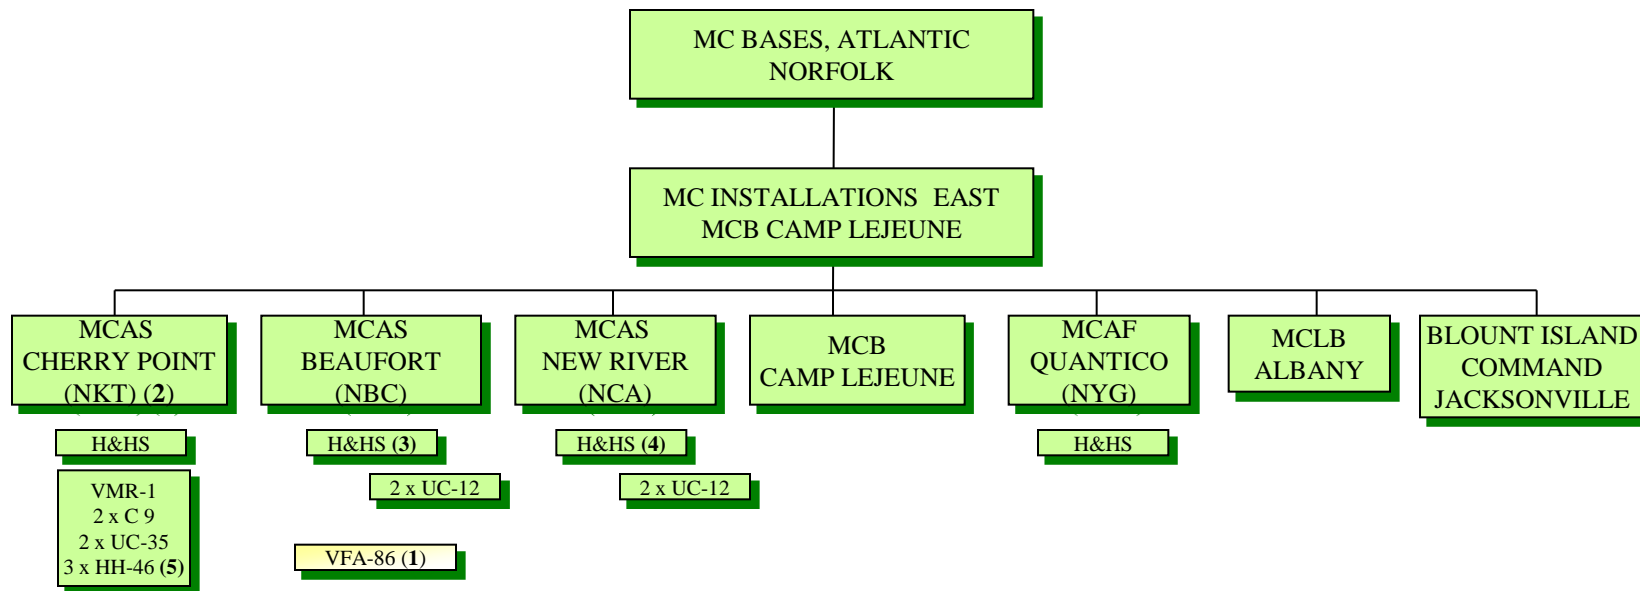 MC BASES, ATLANTIC
NORFOLK
MC INSTALLATIONS EAST
MCB CAMP LEJEUNE
MCAS
CHERRY POINT
(NKT) (2)
MCAS
BEAUFORT
(NBC)
MCAS
NEW RIVER
(NCA)
MCB
CAMP LEJEUNE
MCAF
QUANTICO
(NYG)
MCLB
ALBANY
BLOUNT ISLAND
COMMAND
JACKSONVILLE
H&HS
H&HS (3)
H&HS (4)
H&HS
VMR-1
2 x C 9
2 x UC-35
3 x HH-46 (5)
2 x UC-12
2 x UC-12
VFA-86 (1)